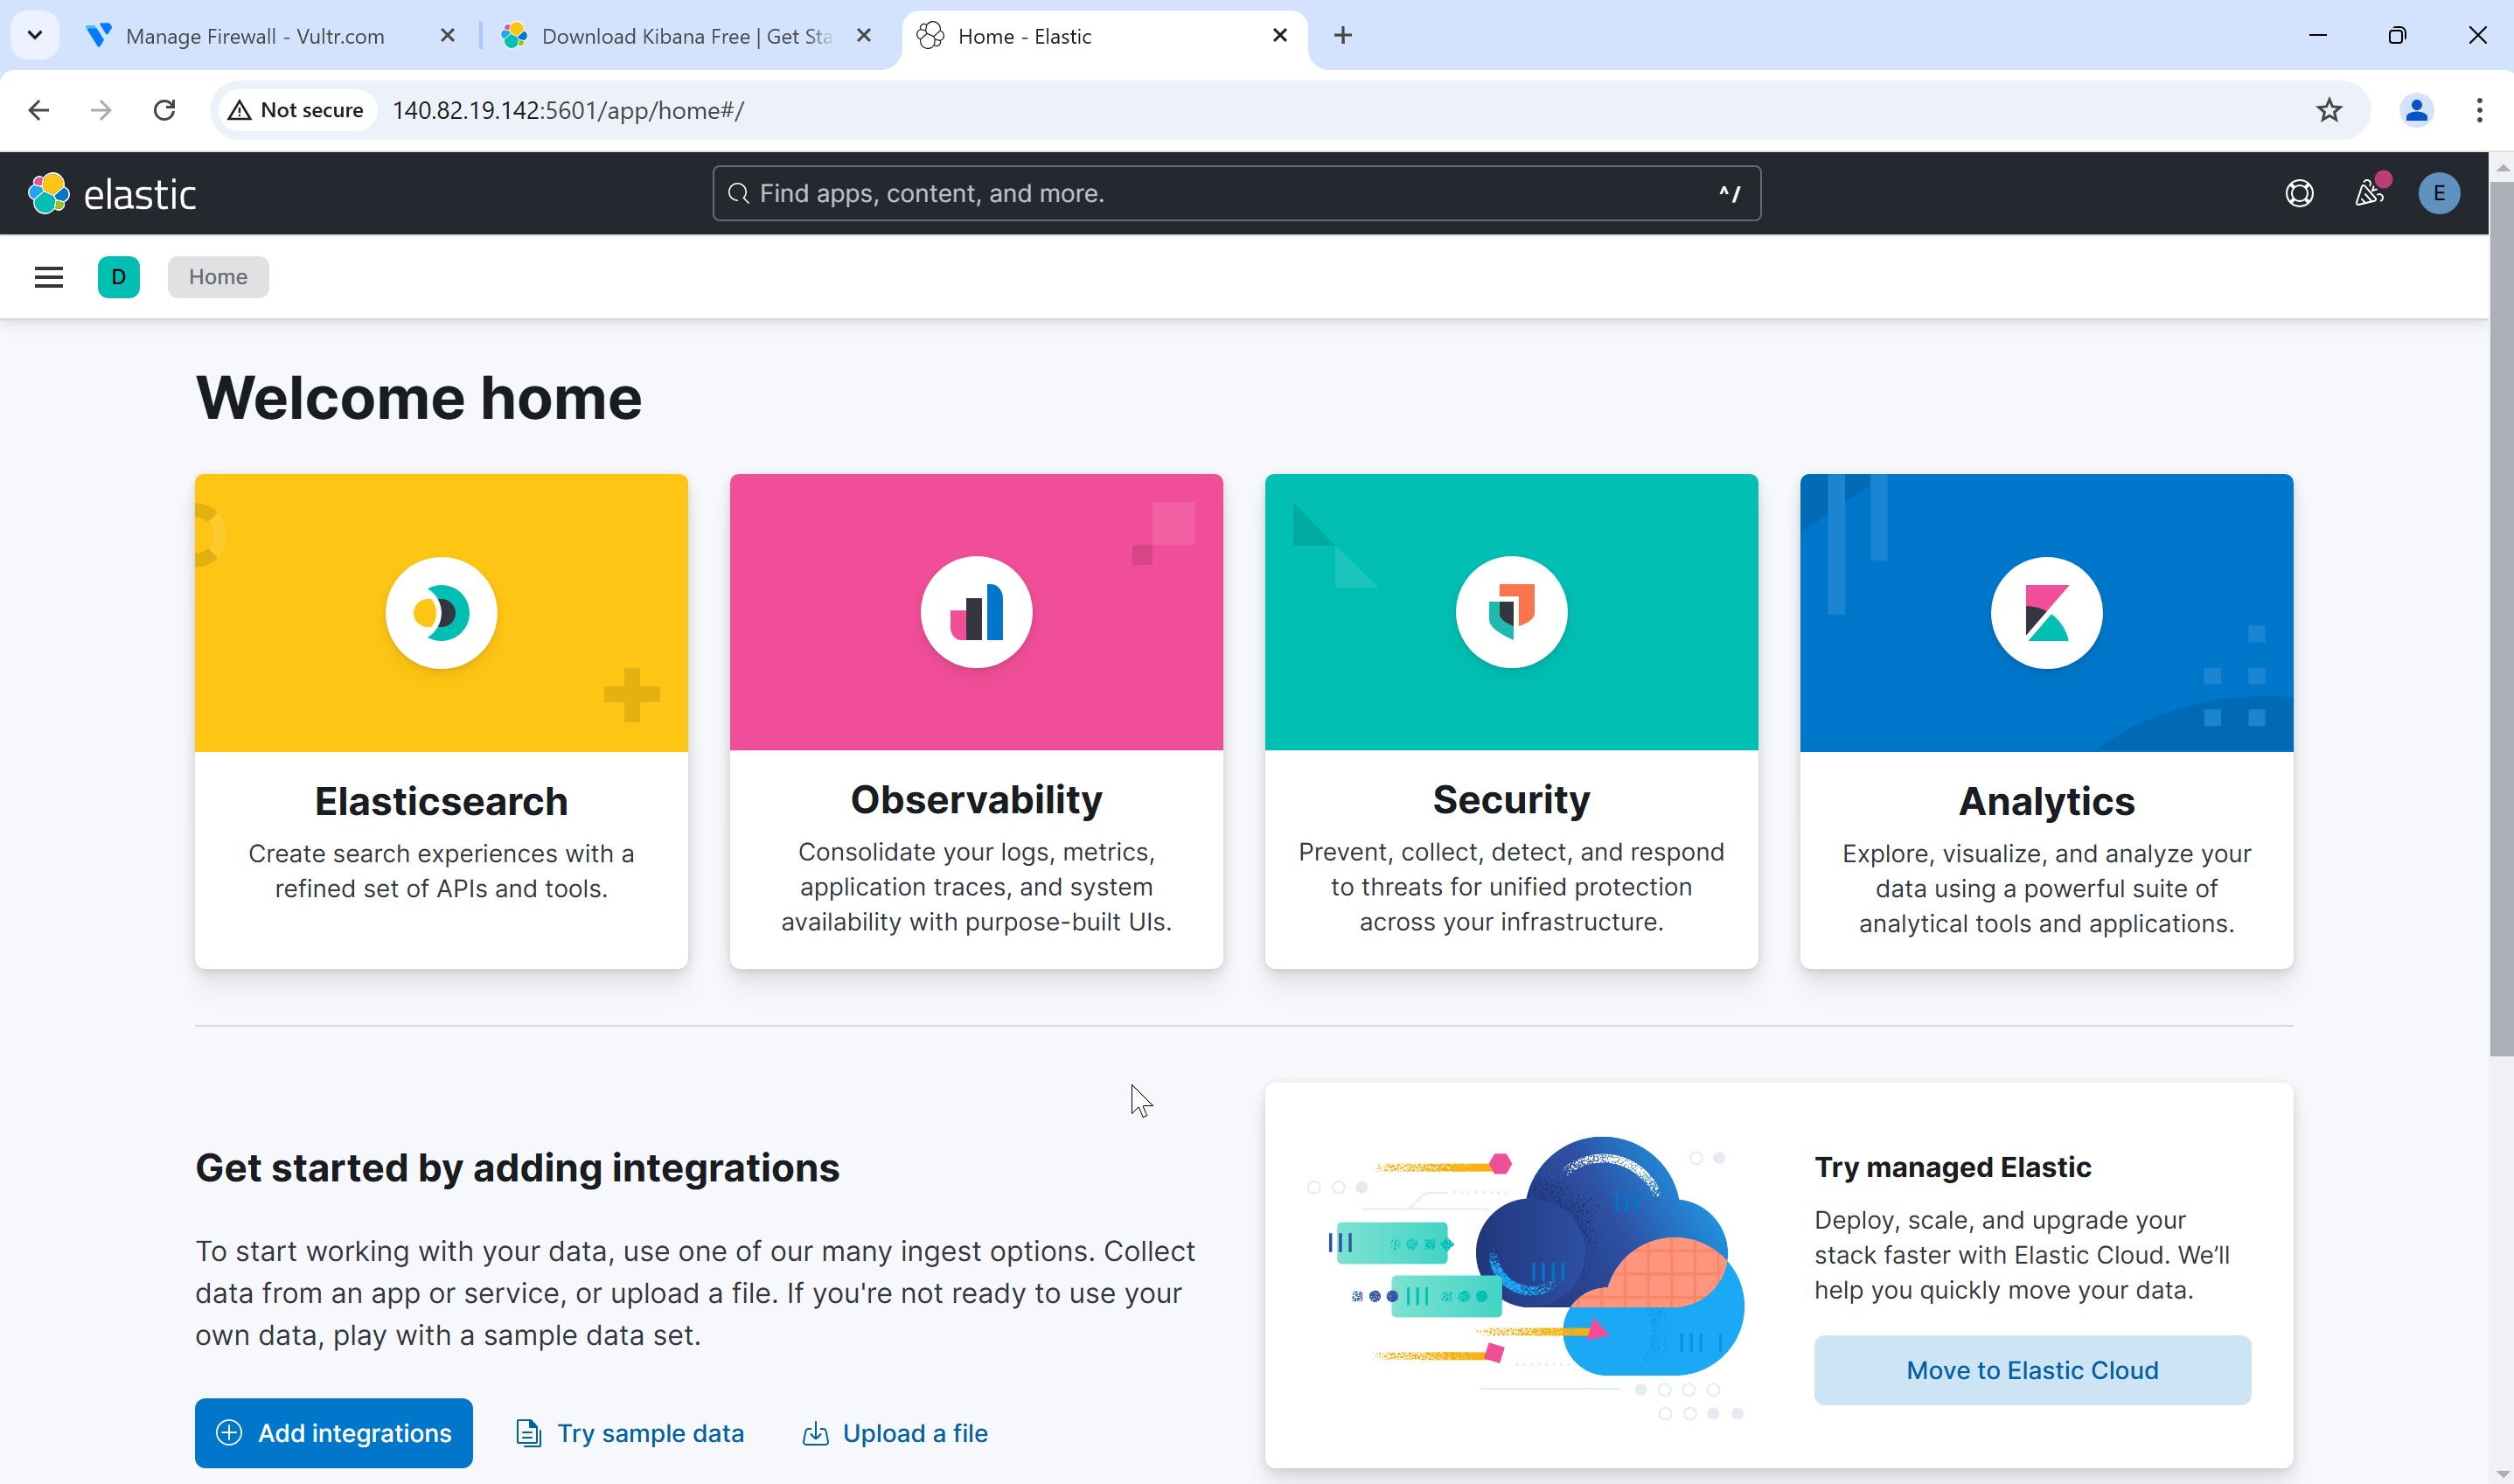 Manage Firewall - Vultr.com
Download Kibana Free | Get Sta
Home - Elastic
Not secure
140.82.19.142:5601/app/home#/
elastic
Find apps, content, and more.
^/
E
D
Home
Welcome home
Elasticsearch
Create search experiences with a
refined set of APIs and tools.
Observability
Consolidate your logs, metrics,
application traces, and system
availability with purpose-built UIs.
Security
Prevent, collect, detect, and respond
to threats for unified protection
across your infrastructure.
Analytics
Explore, visualize, and analyze your
data using a powerful suite of
analytical tools and applications.
Get started by adding integrations
To start working with your data, use one of our many ingest options. Collect
data from an app or service, or upload a file. If you're not ready to use your
own data, play with a sample data set.
Add integrations
Try sample data
Upload a file
Try managed Elastic
Deploy, scale, and upgrade your
stack faster with Elastic Cloud. We’ll
help you quickly move your data.
Move to Elastic Cloud